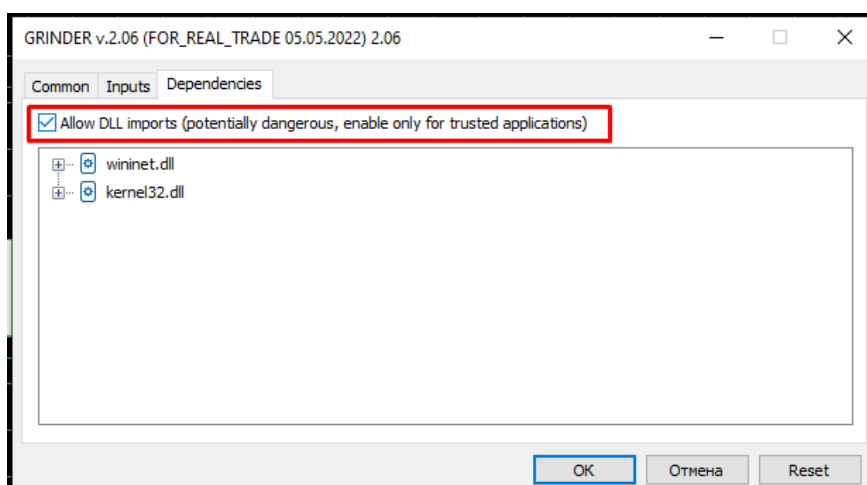 GRINDER v.2.06 (FOR_REAL_TRADE 05.05.2022) 2.06
Common Inputs Dependencies
Allow DLL imports (potentially dangerous, enable only for trusted applications)
wininet.dll
kernel32.dll
OK Отмена Reset